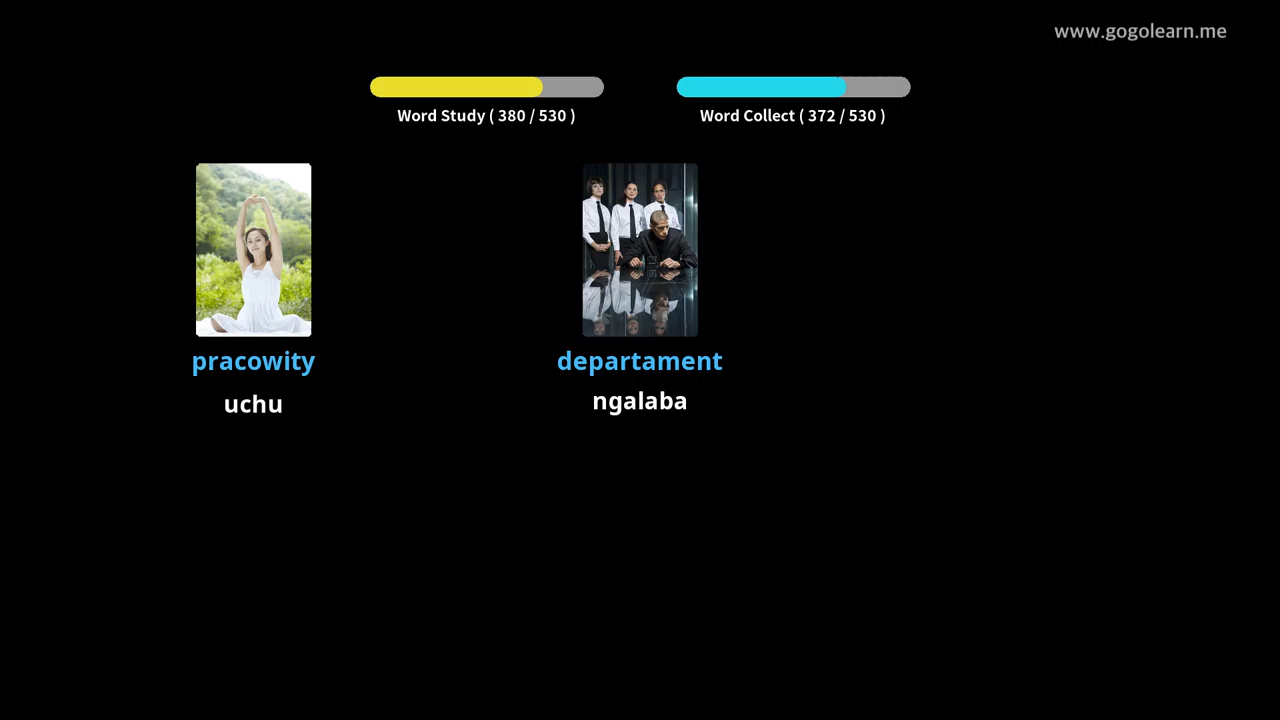 www.gogolearn.me
Word Study ( 380 / 530 )
Word Collect ( 372 / 530 )
pracowity
departament
uchu
ngalaba